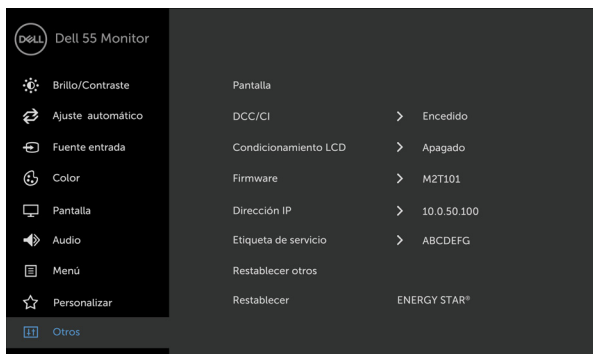 DELL Dell 55 Monitor
Brillo/Contraste
Ajuste automático
Fuente entrada
Color
Pantalla
Audio
Menú
Personalizar
Otros
Pantalla
DCC/CI Encedido
Condicionamiento LCD Apagado
Firmware M2T101
Dirección IP 10.0.50.100
Etiqueta de servicio ABCDEFG
Restablecer otros
Restablecer ENERGY STAR®